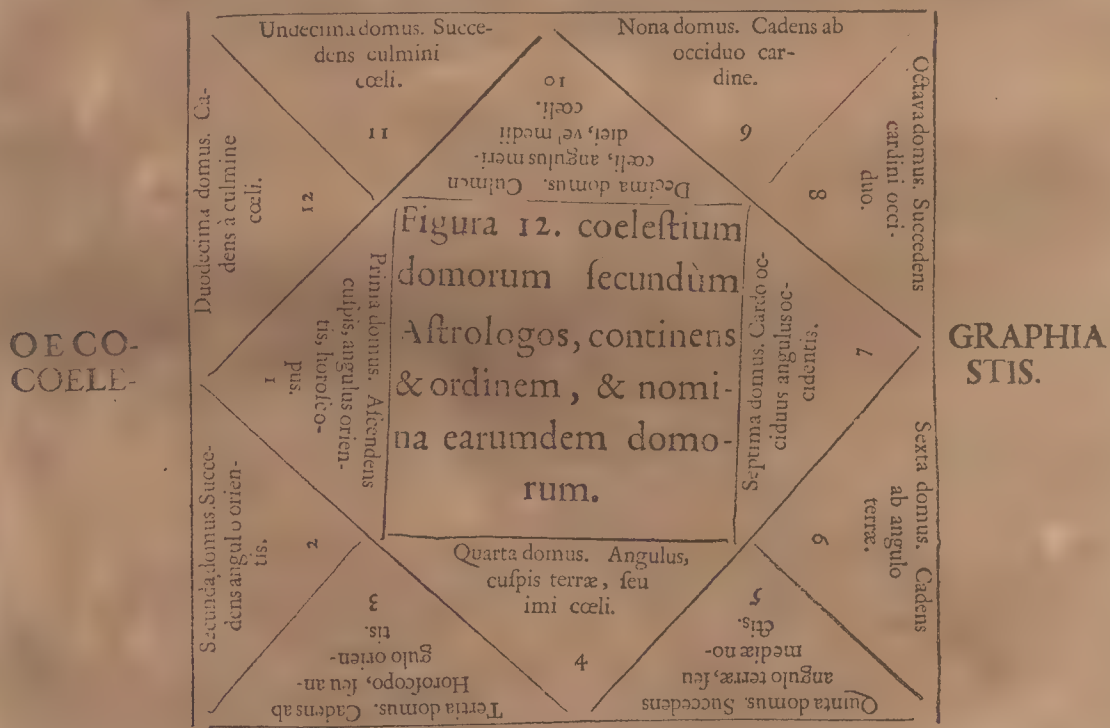 Undecima domus. Succe-
dens culmini
cœli.
11
Nona domus. Cadens ab
occiduo car-
dine.
9
Decima domus. Culmen
cœli, angulus meri-
diei, ve' medii
cœli.
10
Duodecima domus. Ca-
dens à culmine
cœli.
12
Octava domus. Succedens
cardini occi-
duo.
8
Prima domus. Aſcendens
cuſpis, angulus orien-
tis, horoſco-
pus.
1
Figura 12. coeleſtium
domorum ſecundùm
Aſtrologos, continens
& ordinem, & nomi-
na earumdem domo-
rum.
Septima domus. Cardo oc-
ciduus angulus oc-
cidentis.
7
OECO-
COELE-
GRAPHIA
STIS.
Secunda domus. Succe-
dens angulo orien-
tis.
2
Sexta domus. Cadens
ab angulo
terræ.
6
Quarta domus. Angulus,
cuſpis terræ, ſeu
imi cœli.
4
Tertia domus. Cadens ab
Horoſcopo, ſeu an-
gulo orien-
tis.
3
Quinta domus. Succedens
angulo terræ, ſeu
mediæ no-
ctis.
5